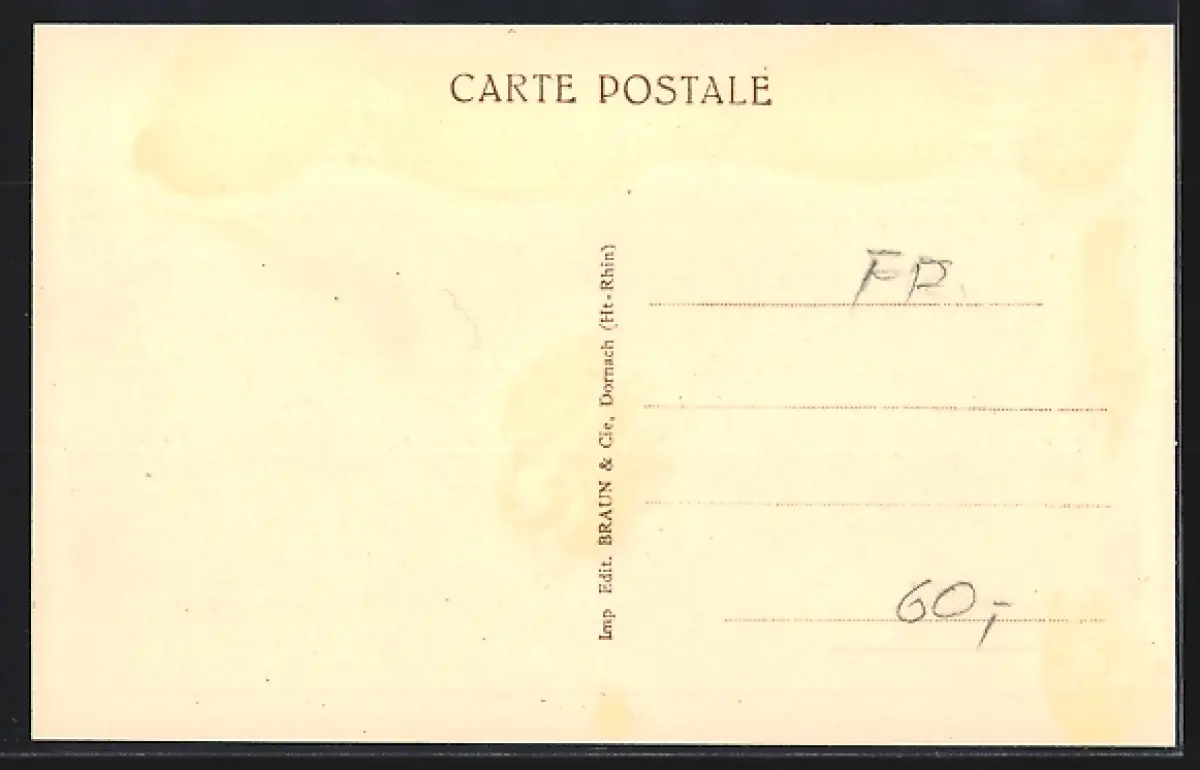 CARTE POSTALE
Imp Edit. BRAUN & Cie, Dornach (Ht-Rhin)
FP
60,-